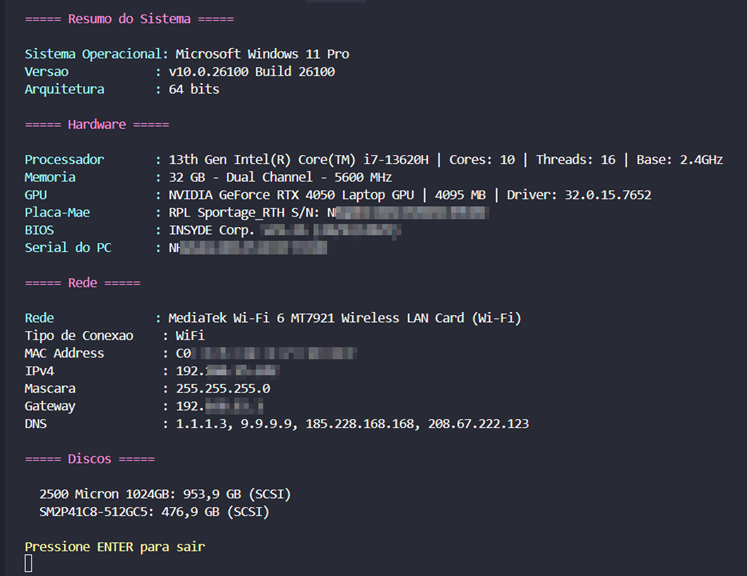 ===== Resumo do Sistema =====
Sistema Operacional: Microsoft Windows 11 Pro
Versao : v10.0.26100 Build 26100
Arquitetura : 64 bits
===== Hardware =====
Processador : 13th Gen Intel(R) Core(TM) i7-13620H | Cores: 10 | Threads: 16 | Base: 2.4GHz
Memoria : 32 GB - Dual Channel - 5600 MHz
GPU : NVIDIA GeForce RTX 4050 Laptop GPU | 4095 MB | Driver: 32.0.15.7652
Placa-Mae : RPL Sportage_RTH S/N: N
BIOS : INSYDE Corp.
Serial do PC : NH
===== Rede =====
Rede : MediaTek Wi-Fi 6 MT7921 Wireless LAN Card (Wi-Fi)
Tipo de Conexao : WiFi
MAC Address : C0
IPv4 : 192.
Mascara : 255.255.255.0
Gateway : 192.
DNS : 1.1.1.3, 9.9.9.9, 185.228.168.168, 208.67.222.123
===== Discos =====
2500 Micron 1024GB: 953,9 GB (SCSI)
SM2P41C8-512GC5: 476,9 GB (SCSI)
Pressione ENTER para sair